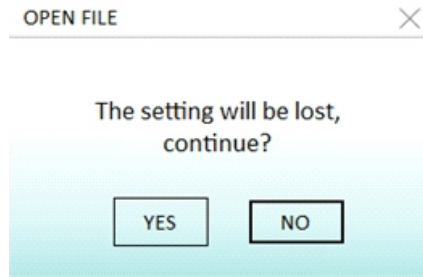 OPEN FILE
The setting will be lost,
continue?
YES NO